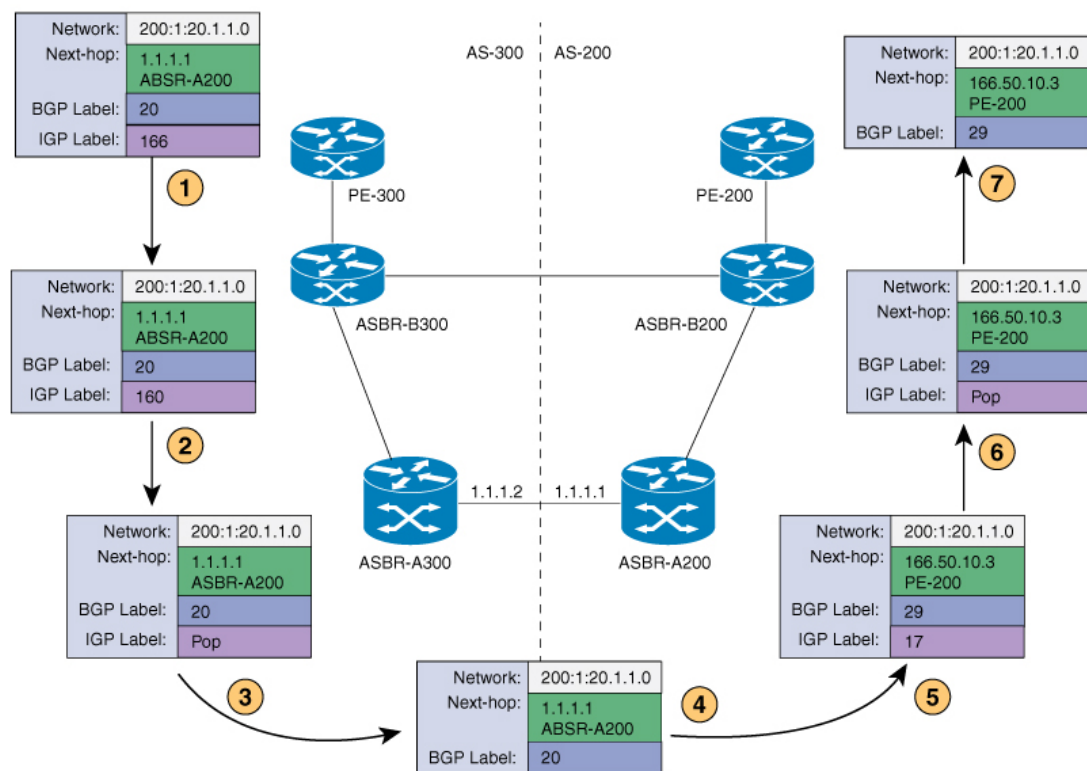 Network: 200:1:20.1.1.0
Next-hop: 1.1.1.1
ABSR-A200
BGP Label: 20
IGP Label: 166
1
Network: 200:1:20.1.1.0
Next-hop: 1.1.1.1
ABSR-A200
BGP Label: 20
IGP Label: 160
2
Network: 200:1:20.1.1.0
Next-hop: 1.1.1.1
ASBR-A200
BGP Label: 20
IGP Label: Pop
3
AS-300
AS-200
PE-300
PE-200
ASBR-B300
ASBR-B200
1.1.1.2
1.1.1.1
ASBR-A300
ASBR-A200
Network: 200:1:20.1.1.0
Next-hop: 1.1.1.1
ABSR-A200
BGP Label: 20
4
5
Network: 200:1:20.1.1.0
Next-hop: 166.50.10.3
PE-200
BGP Label: 29
IGP Label: 17
6
Network: 200:1:20.1.1.0
Next-hop: 166.50.10.3
PE-200
BGP Label: 29
IGP Label: Pop
7
Network: 200:1:20.1.1.0
Next-hop: 166.50.10.3
PE-200
BGP Label: 29